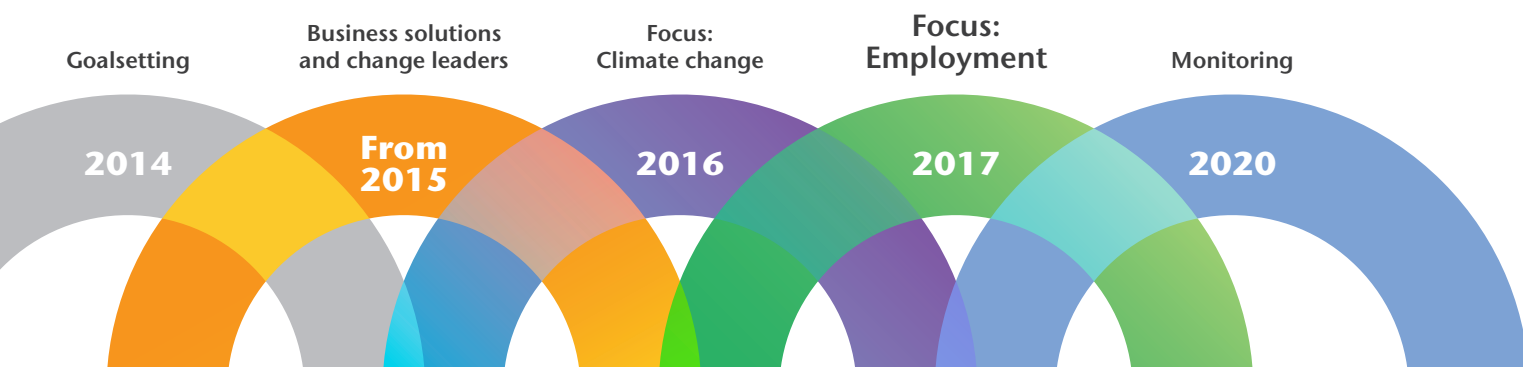 Goalsetting
Business solutions
and change leaders
Focus:
Climate change
Focus:
Employment
Monitoring
2014
From
2015
2016
2017
2020